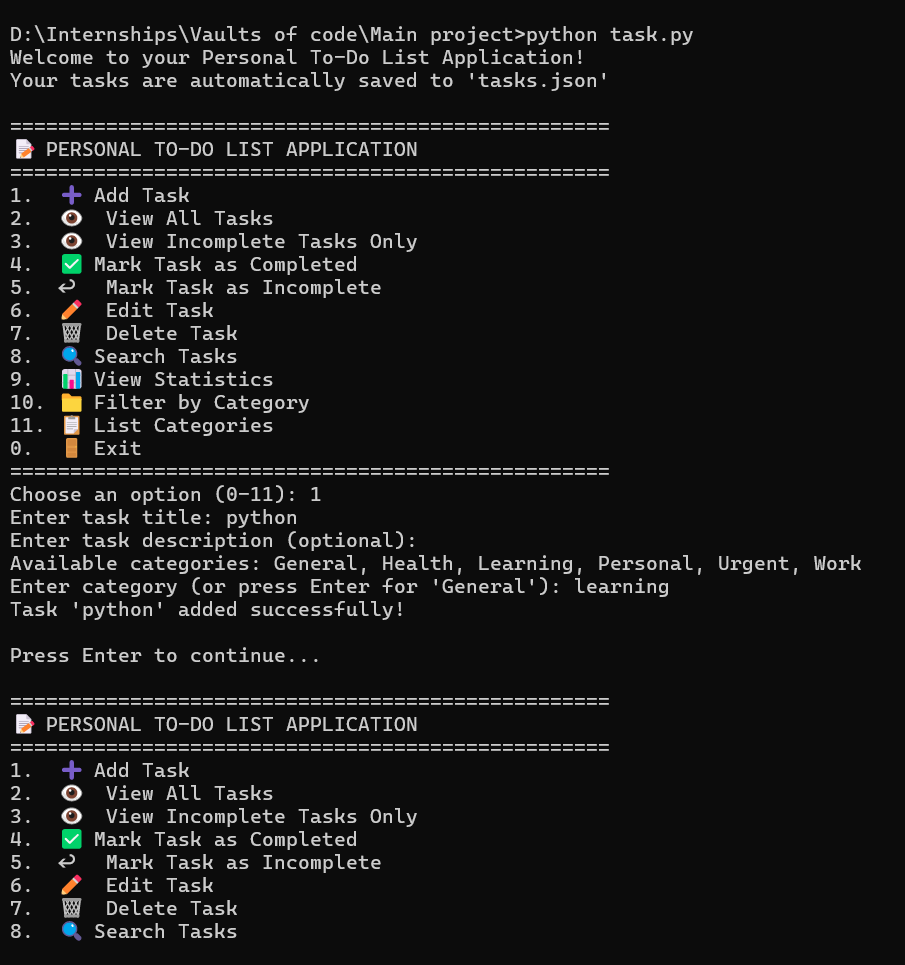 D:\Internships\Vaults of code\Main project>python task.py
Welcome to your Personal To-Do List Application!
Your tasks are automatically saved to 'tasks.json'
==================================================
📝 PERSONAL TO-DO LIST APPLICATION
==================================================
1.  ➕ Add Task
2.  👁️  View All Tasks
3.  👁️  View Incomplete Tasks Only
4.  ✅ Mark Task as Completed
5.  ↩️  Mark Task as Incomplete
6.  ✏️  Edit Task
7.  🗑️  Delete Task
8.  🔍 Search Tasks
9.  📊 View Statistics
10. 📁 Filter by Category
11. 📋 List Categories
0.  🚪 Exit
==================================================
Choose an option (0-11): 1
Enter task title: python
Enter task description (optional):
Available categories: General, Health, Learning, Personal, Urgent, Work
Enter category (or press Enter for 'General'): learning
Task 'python' added successfully!
Press Enter to continue...
==================================================
📝 PERSONAL TO-DO LIST APPLICATION
==================================================
1.  ➕ Add Task
2.  👁️  View All Tasks
3.  👁️  View Incomplete Tasks Only
4.  ✅ Mark Task as Completed
5.  ↩️  Mark Task as Incomplete
6.  ✏️  Edit Task
7.  🗑️  Delete Task
8.  🔍 Search Tasks